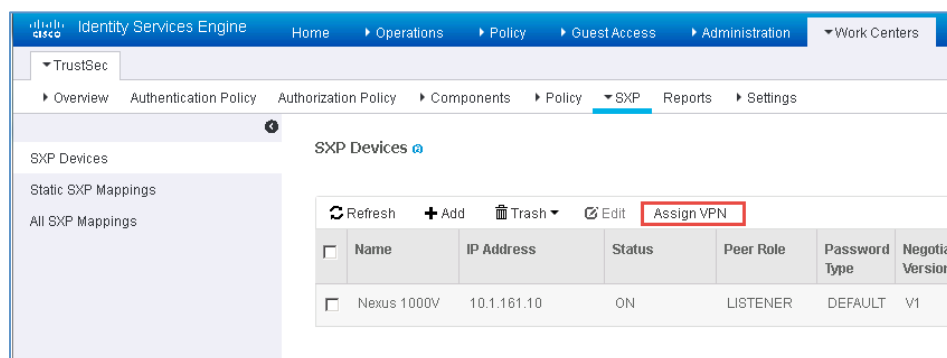 cisco Identity Services Engine Home Operations Policy Guest Access Administration Work Centers
TrustSec
Overview Authentication Policy Authorization Policy Components Policy SXP Reports Settings
SXP Devices
Static SXP Mappings
All SXP Mappings
SXP Devices
Refresh Add Trash Edit Assign VPN
Name IP Address Status Peer Role Password Type Negotia Version
Nexus 1000V 10.1.161.10 ON LISTENER DEFAULT V1